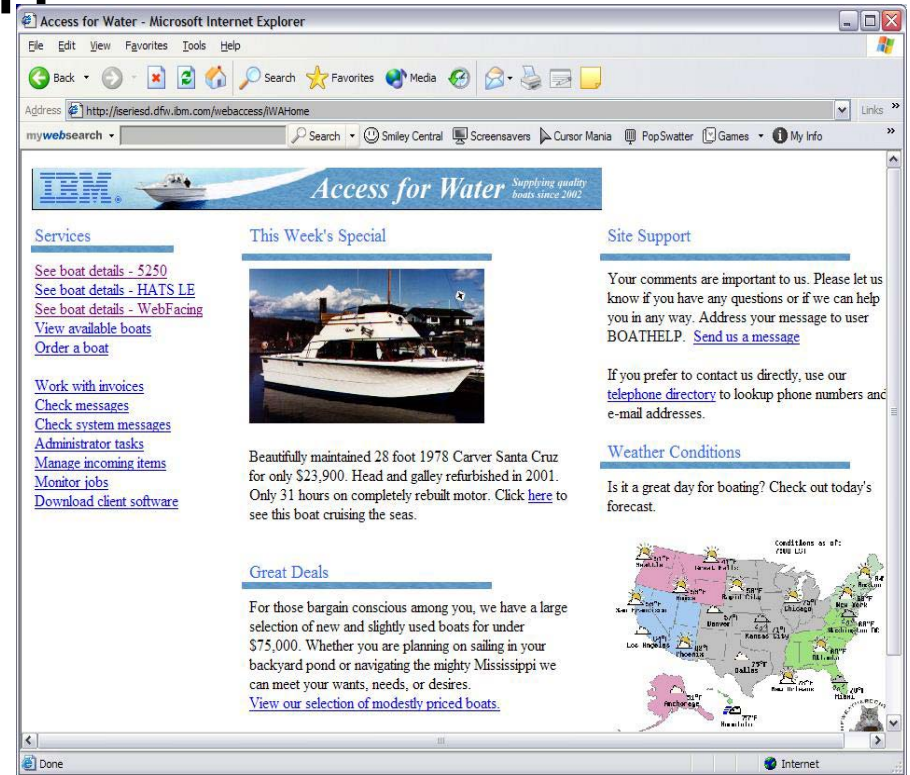 Access for Water - Microsoft Internet Explorer
File Edit View Favorites Tools Help
Back Search Favorites Media
Address http://iseriesd.dfw.ibm.com/webaccess/iWAHome Links »
mywebsearch Search Smiley Central Screensavers Cursor Mania PopSwatter Games My Info »
IBM. Access for Water Supplying quality
boats since 2002
Services
See boat details - 5250
See boat details - HATS LE
See boat details - WebFacing
View available boats
Order a boat
Work with invoices
Check messages
Check system messages
Administrator tasks
Manage incoming items
Monitor jobs
Download client software
This Week's Special
Beautifully maintained 28 foot 1978 Carver Santa Cruz
for only $23,900. Head and galley refurbished in 2001.
Only 31 hours on completely rebuilt motor. Click here to
see this boat cruising the seas.
Great Deals
For those bargain conscious among you, we have a large
selection of new and slightly used boats for under
$75,000. Whether you are planning on sailing in your
backyard pond or navigating the mighty Mississippi we
can meet your wants, needs, or desires.
View our selection of modestly priced boats.
Site Support
Your comments are important to us. Please let us
know if you have any questions or if we can help
you in any way. Address your message to user
BOATHELP. Send us a message
If you prefer to contact us directly, use our
telephone directory to lookup phone numbers and
e-mail addresses.
Weather Conditions
Is it a great day for boating? Check out today's
forecast.
Conditions as of:
Seattle
Great Falls
Boise
Rapid City
San Francisco
Denver
Kansas City
Chicago
Boston
New York
Washington DC
Los Angeles
Phoenix
Dallas
Atlanta
New Orleans
Miami
Anchorage
Honolulu
Done Internet